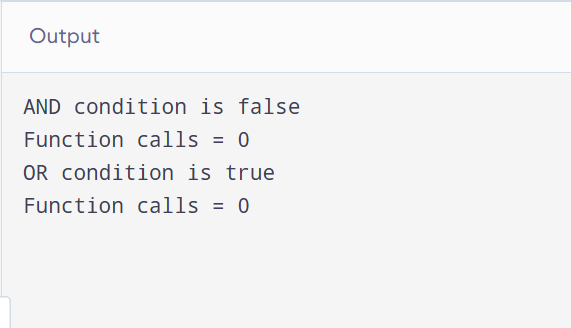 Output
AND condition is false
Function calls = 0
OR condition is true
Function calls = 0